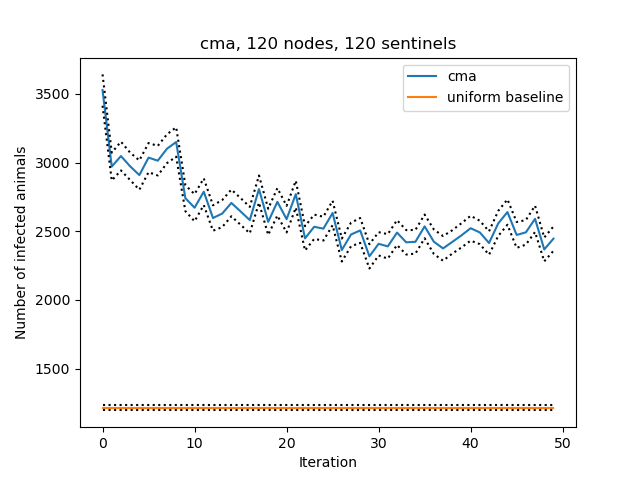 cma, 120 nodes, 120 sentinels
cma
uniform baseline
Number of infected animals
3500
3000
2500
2000
1500
0 10 20 30 40 50
Iteration